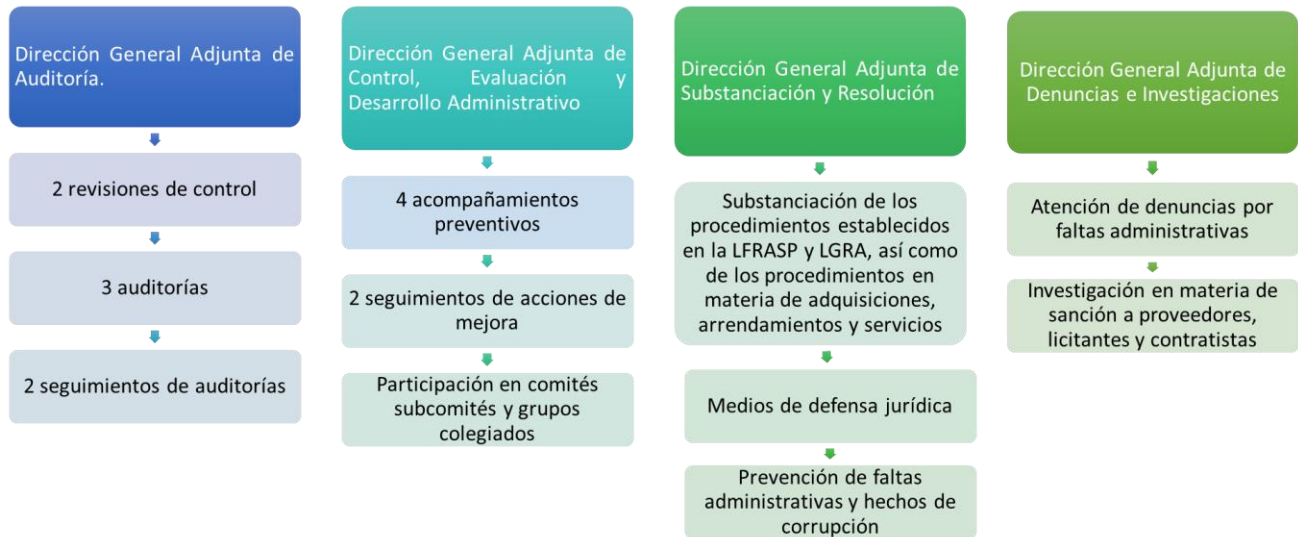 Dirección General Adjunta de
Auditoría.
2 revisiones de control
3 auditorías
2 seguimientos de auditorías
Dirección General Adjunta de
Control, Evaluación y
Desarrollo Administrativo
4 acompañamientos
preventivos
2 seguimientos de acciones de
mejora
Participación en comités
subcomités y grupos
colegiados
Dirección General Adjunta de
Substanciación y Resolución
Substanciación de los
procedimientos establecidos
en la LFRASP y LGRA, así como
de los procedimientos en
materia de adquisiciones,
arrendamientos y servicios
Medios de defensa jurídica
Prevención de faltas
administrativas y hechos de
corrupción
Dirección General Adjunta de
Denuncias e Investigaciones
Atención de denuncias por
faltas administrativas
Investigación en materia de
sanción a proveedores,
licitantes y contratistas